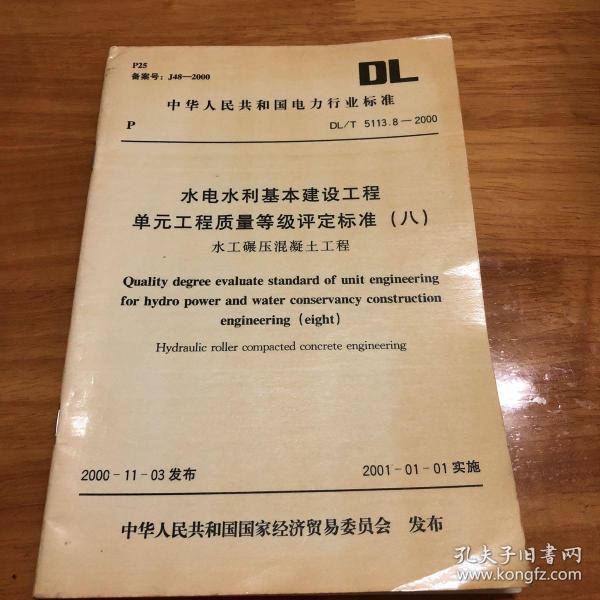 P25
备案号：J48—2000
DL
中华人民共和国电力行业标准
P
DL/T 5113.8—2000
水电水利基本建设工程
单元工程质量等级评定标准（八）
水工碾压混凝土工程
Quality degree evaluate standard of unit engineering
for hydro power and water conservancy construction
engineering (eight)
Hydraulic roller compacted concrete engineering
2000-11-03 发布
2001-01-01 实施
中华人民共和国国家经济贸易委员会 发布
孔夫子旧书网
www.kongfz.com